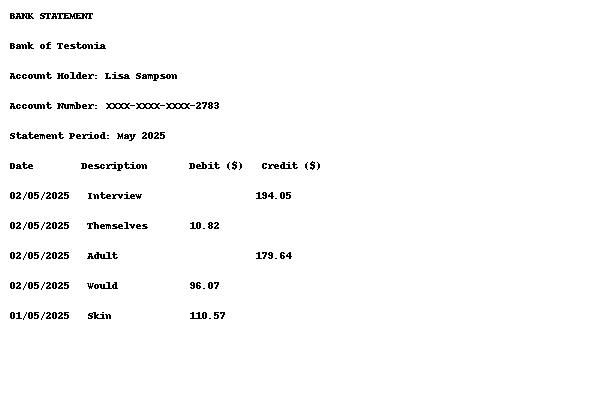 BANK STATEMENT
Bank of Testonia
Account Holder: Lisa Sampson
Account Number: XXXX-XXXX-XXXX-2783
Statement Period: May 2025
Date Description Debit ($) Credit ($)
02/05/2025 Interview 194.05
02/05/2025 Themselves 10.82
02/05/2025 Adult 179.64
02/05/2025 Would 96.07
01/05/2025 Skin 110.57